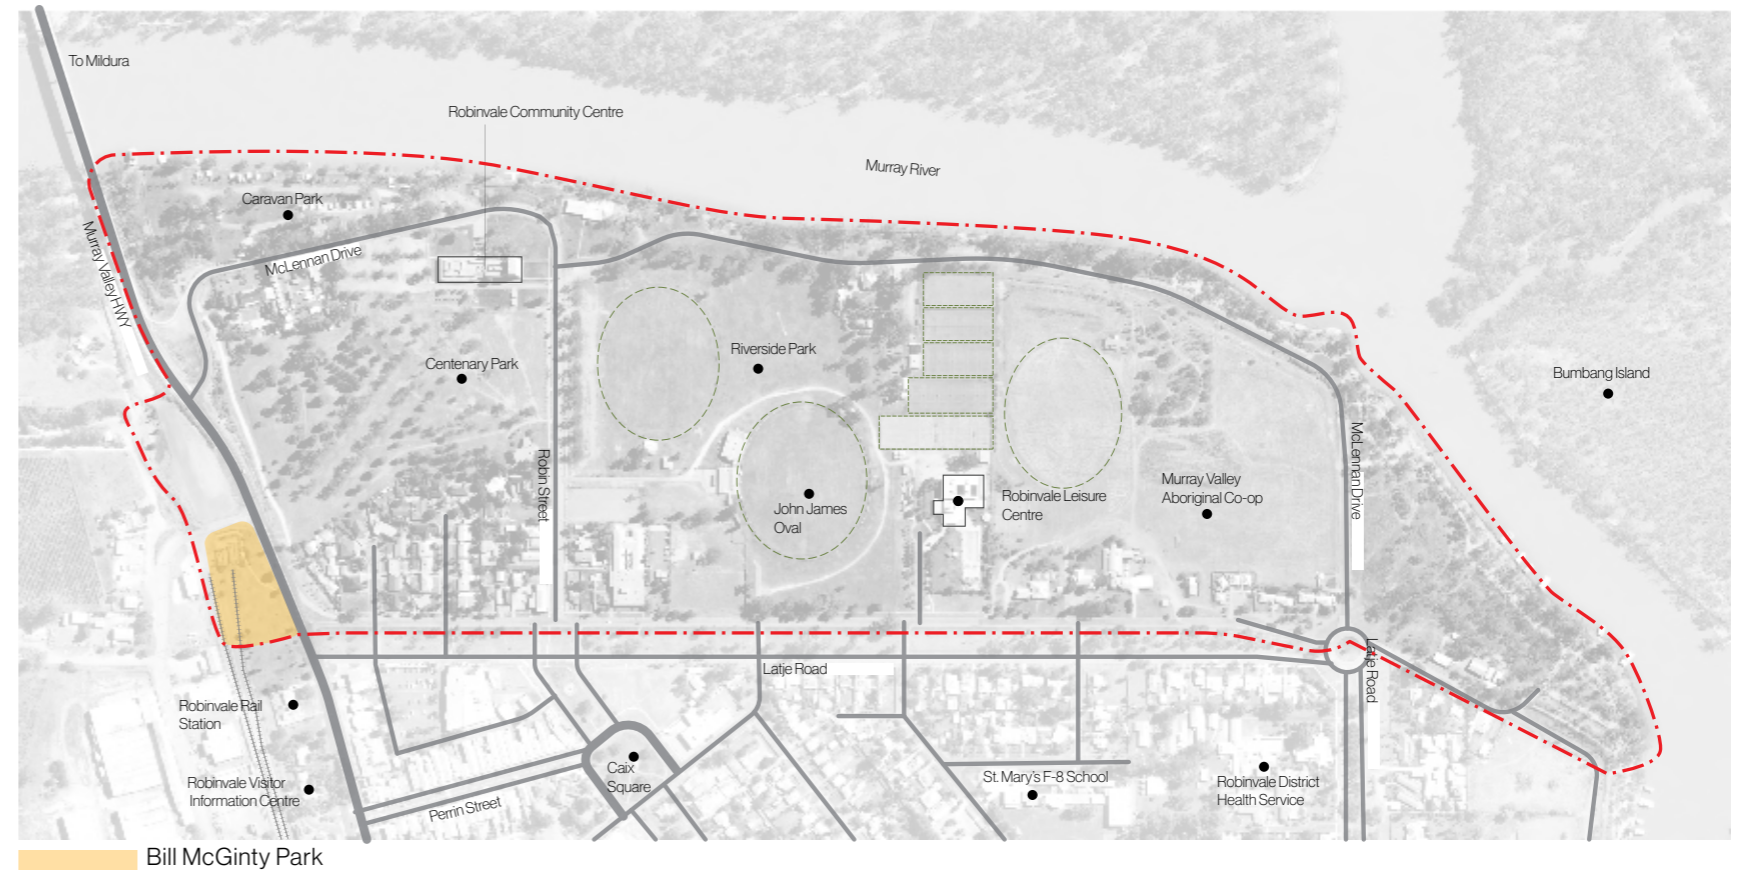 To Mildura
Robinvale Community Centre
Murray River
Caravan Park
McLennan Drive
Murray Valley HWY
Centenary Park
Riverside Park
Bumbang Island
Robin Street
McLennan Drive
John James
Oval
Robinvale Leisure
Centre
Murray Valley
Aboriginal Co-op
Latje Road
Latje Road
Robinvale Rail
Station
Robinvale Visitor
Information Centre
Perrin Street
Caix
Square
St. Mary's F-8 School
Robinvale District
Health Service
Bill McGinty Park